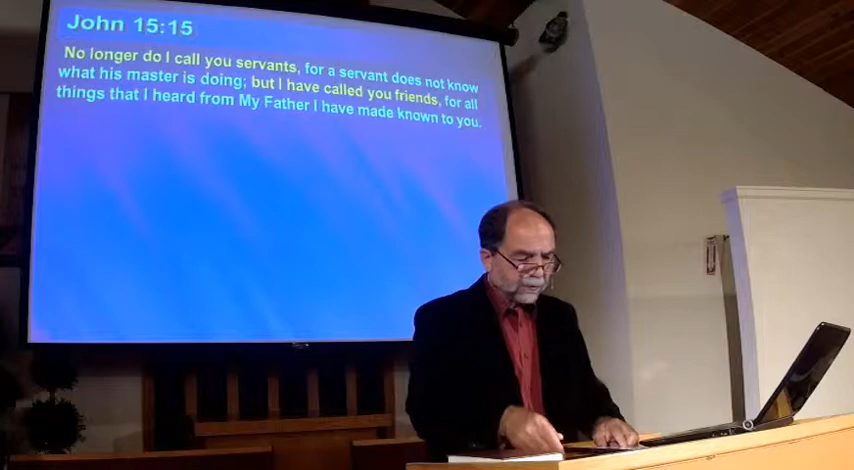 John 15:15
No longer do I call you servants, for a servant does not know
what his master is doing; but I have called you friends, for all
things that I heard from My Father I have made known to you.